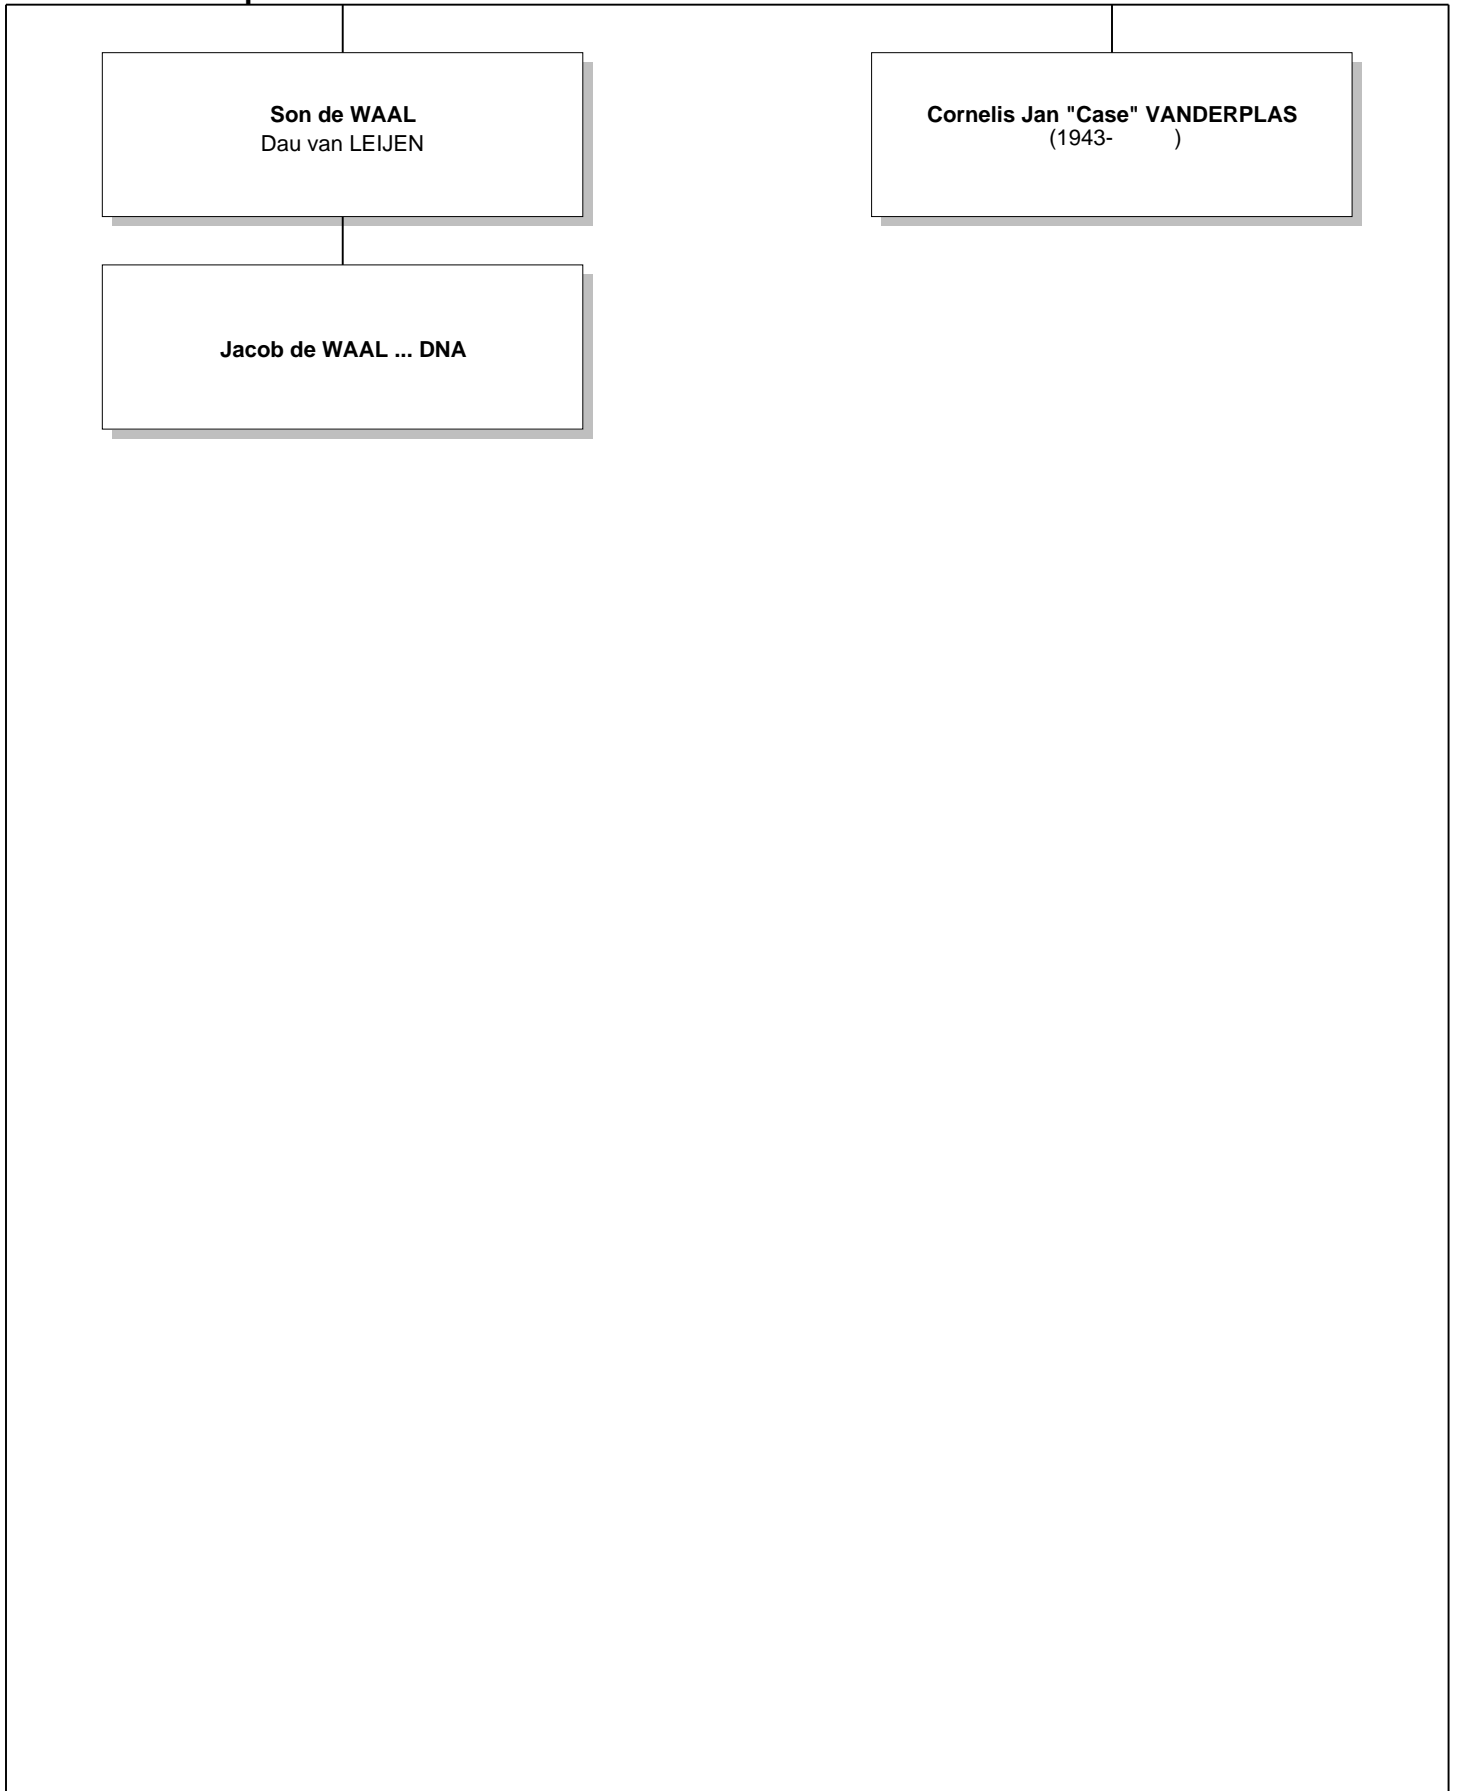 Son de WAAL
Dau van LEIJEN
Cornelis Jan "Case" VANDERPLAS
(1943- )
Jacob de WAAL ... DNA